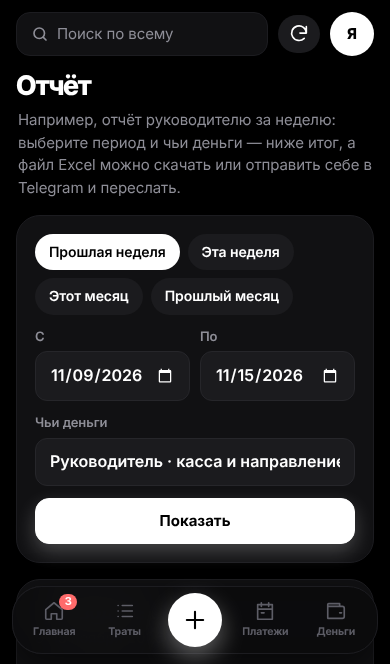 Поиск по всему
Я
Отчёт
Например, отчёт руководителю за неделю:
выберите период и чьи деньги — ниже итог, а
файл Excel можно скачать или отправить себе в
Telegram и переслать.
Прошлая неделя
Эта неделя
Этот месяц
Прошлый месяц
С
По
11/09/2026
11/15/2026
Чьи деньги
Руководитель · касса и направление
Показать
3
Главная
Траты
Платежи
Деньги